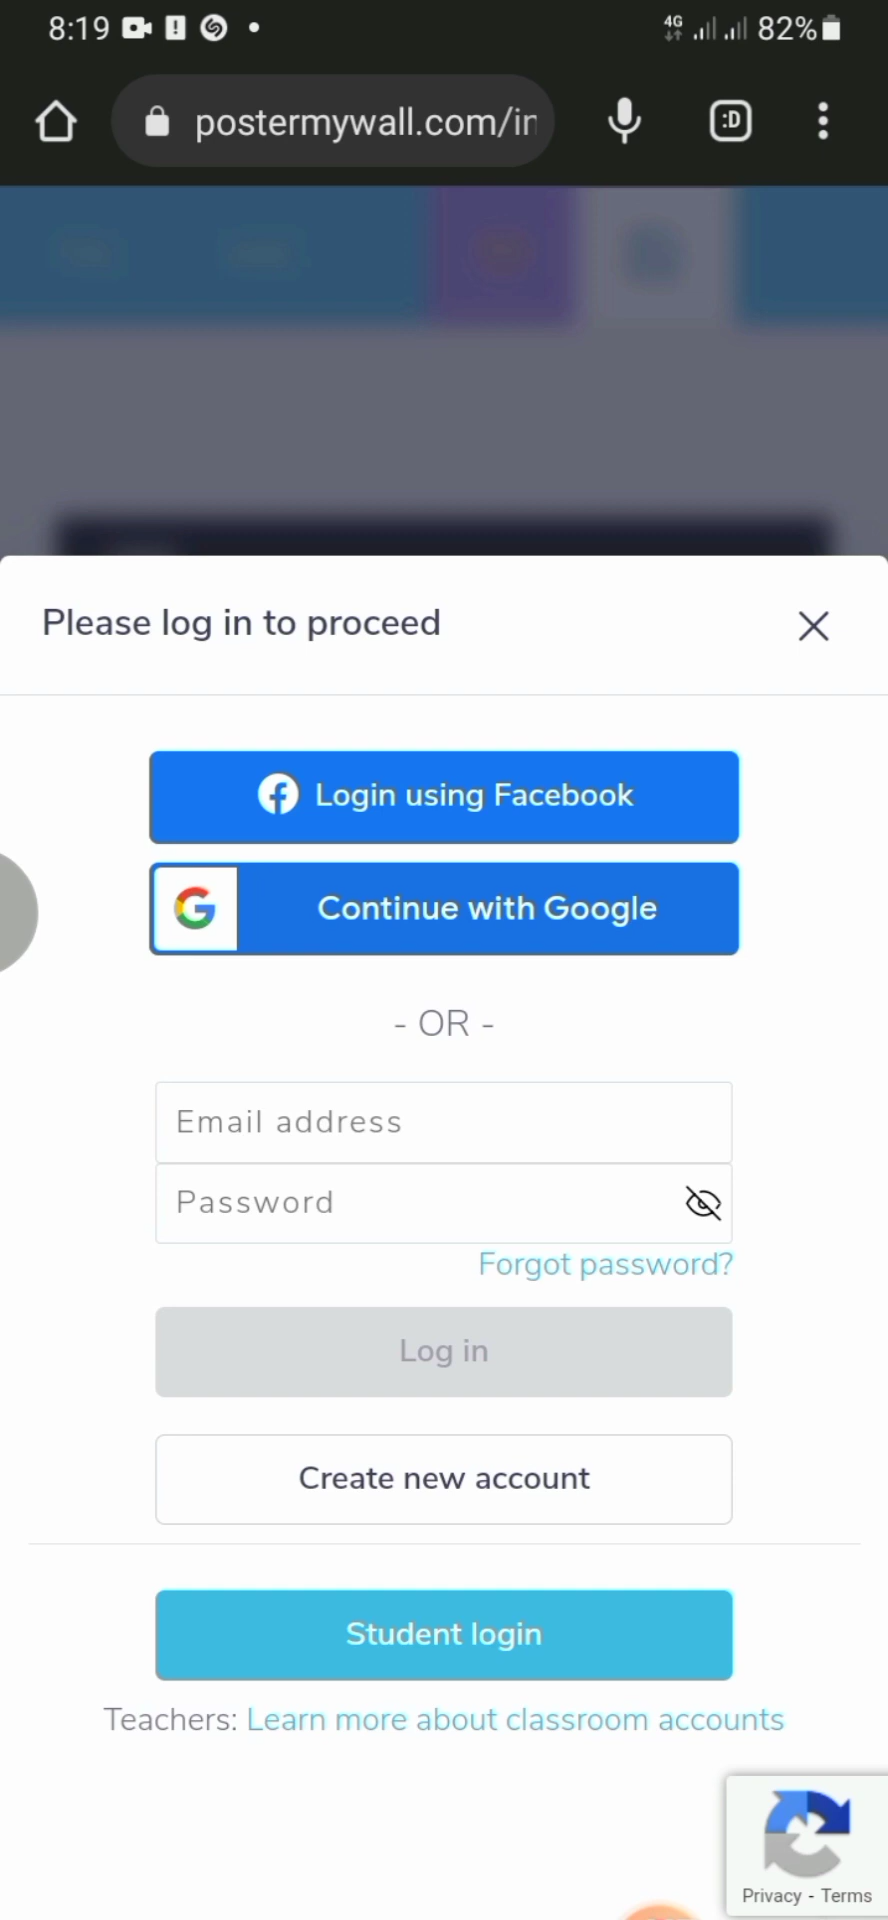 8:19
4G
82%
postermywall.com/in
:D
Please log in to proceed
Login using Facebook
Continue with Google
- OR -
Email address
Password
Forgot password?
Log in
Create new account
Student login
Teachers: Learn more about classroom accounts
Privacy - Terms